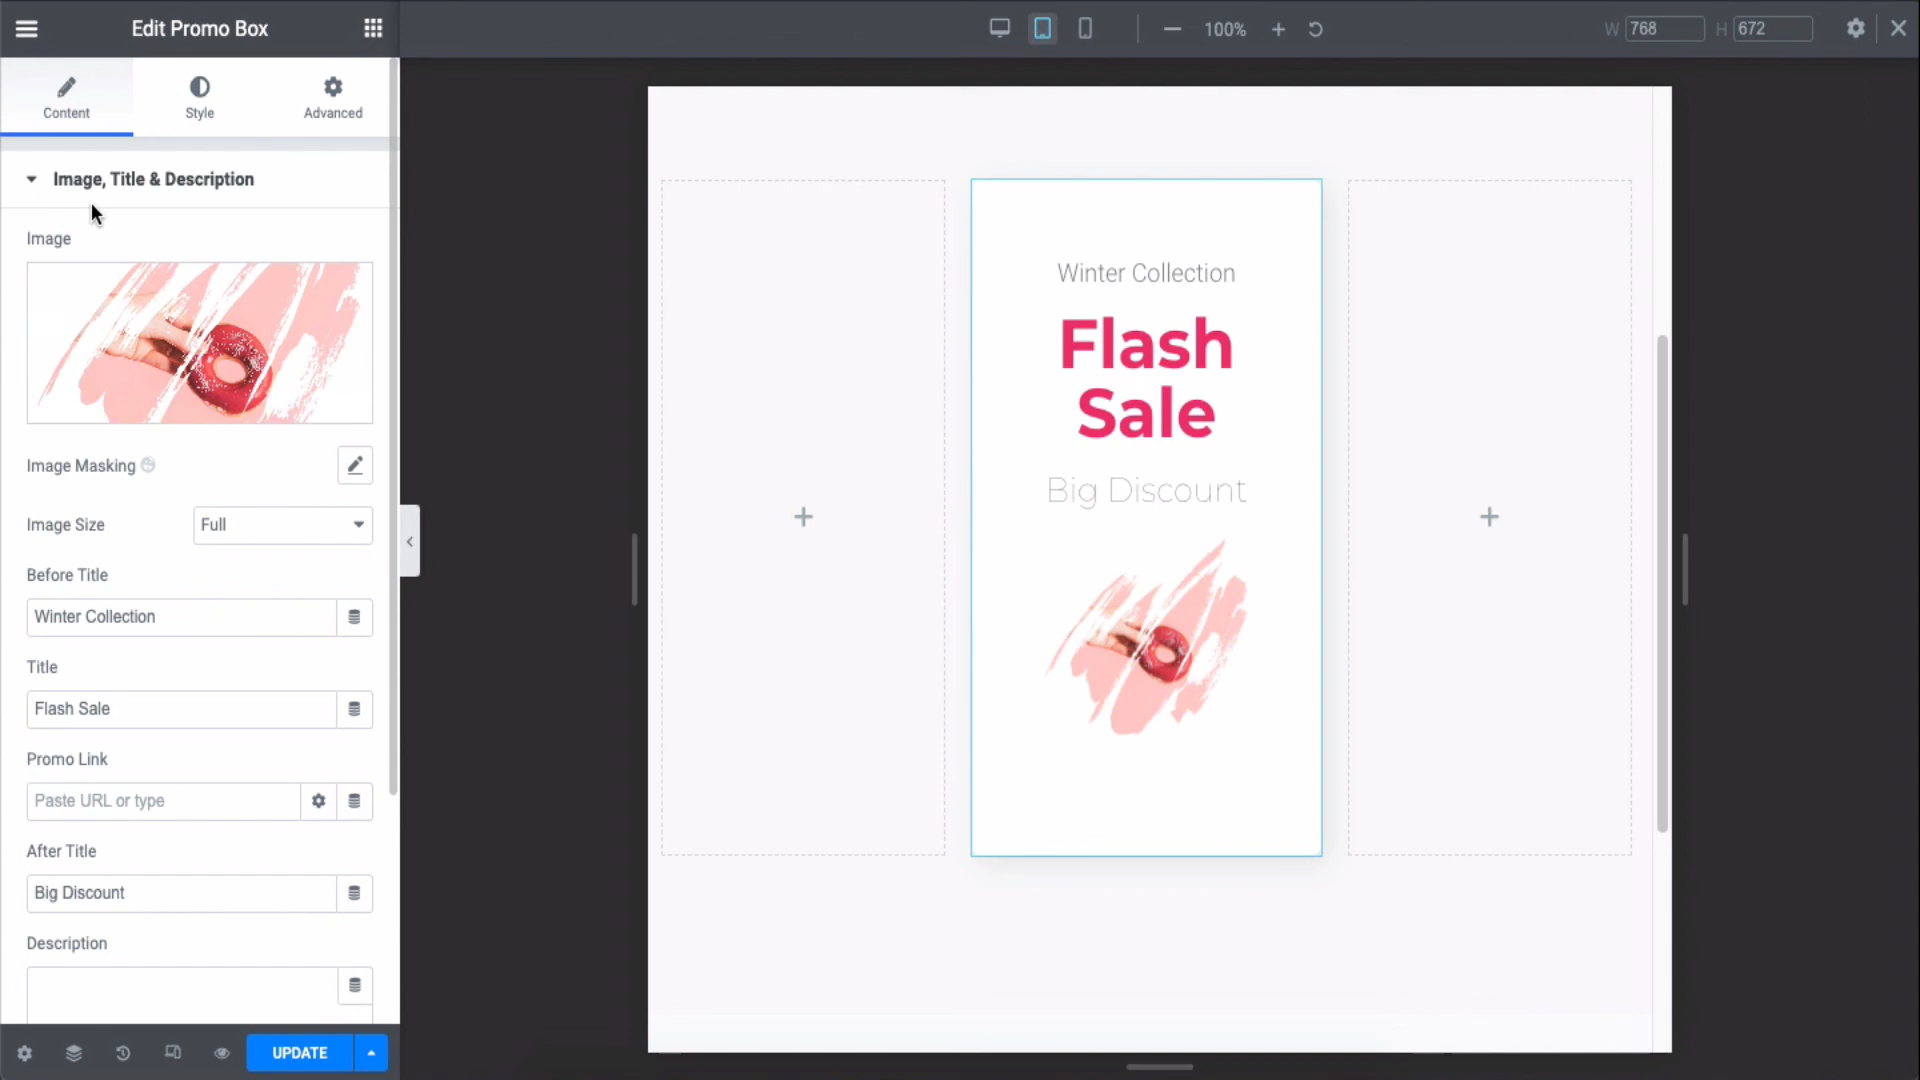 Edit Promo Box
100%
W 768 H 672
Content Style Advanced
Image, Title & Description
Image
Image Masking
Image Size Full
Before Title
Winter Collection
Title
Flash Sale
Promo Link
Paste URL or type
After Title
Big Discount
Description
UPDATE
Winter Collection
Flash
Sale
Big Discount